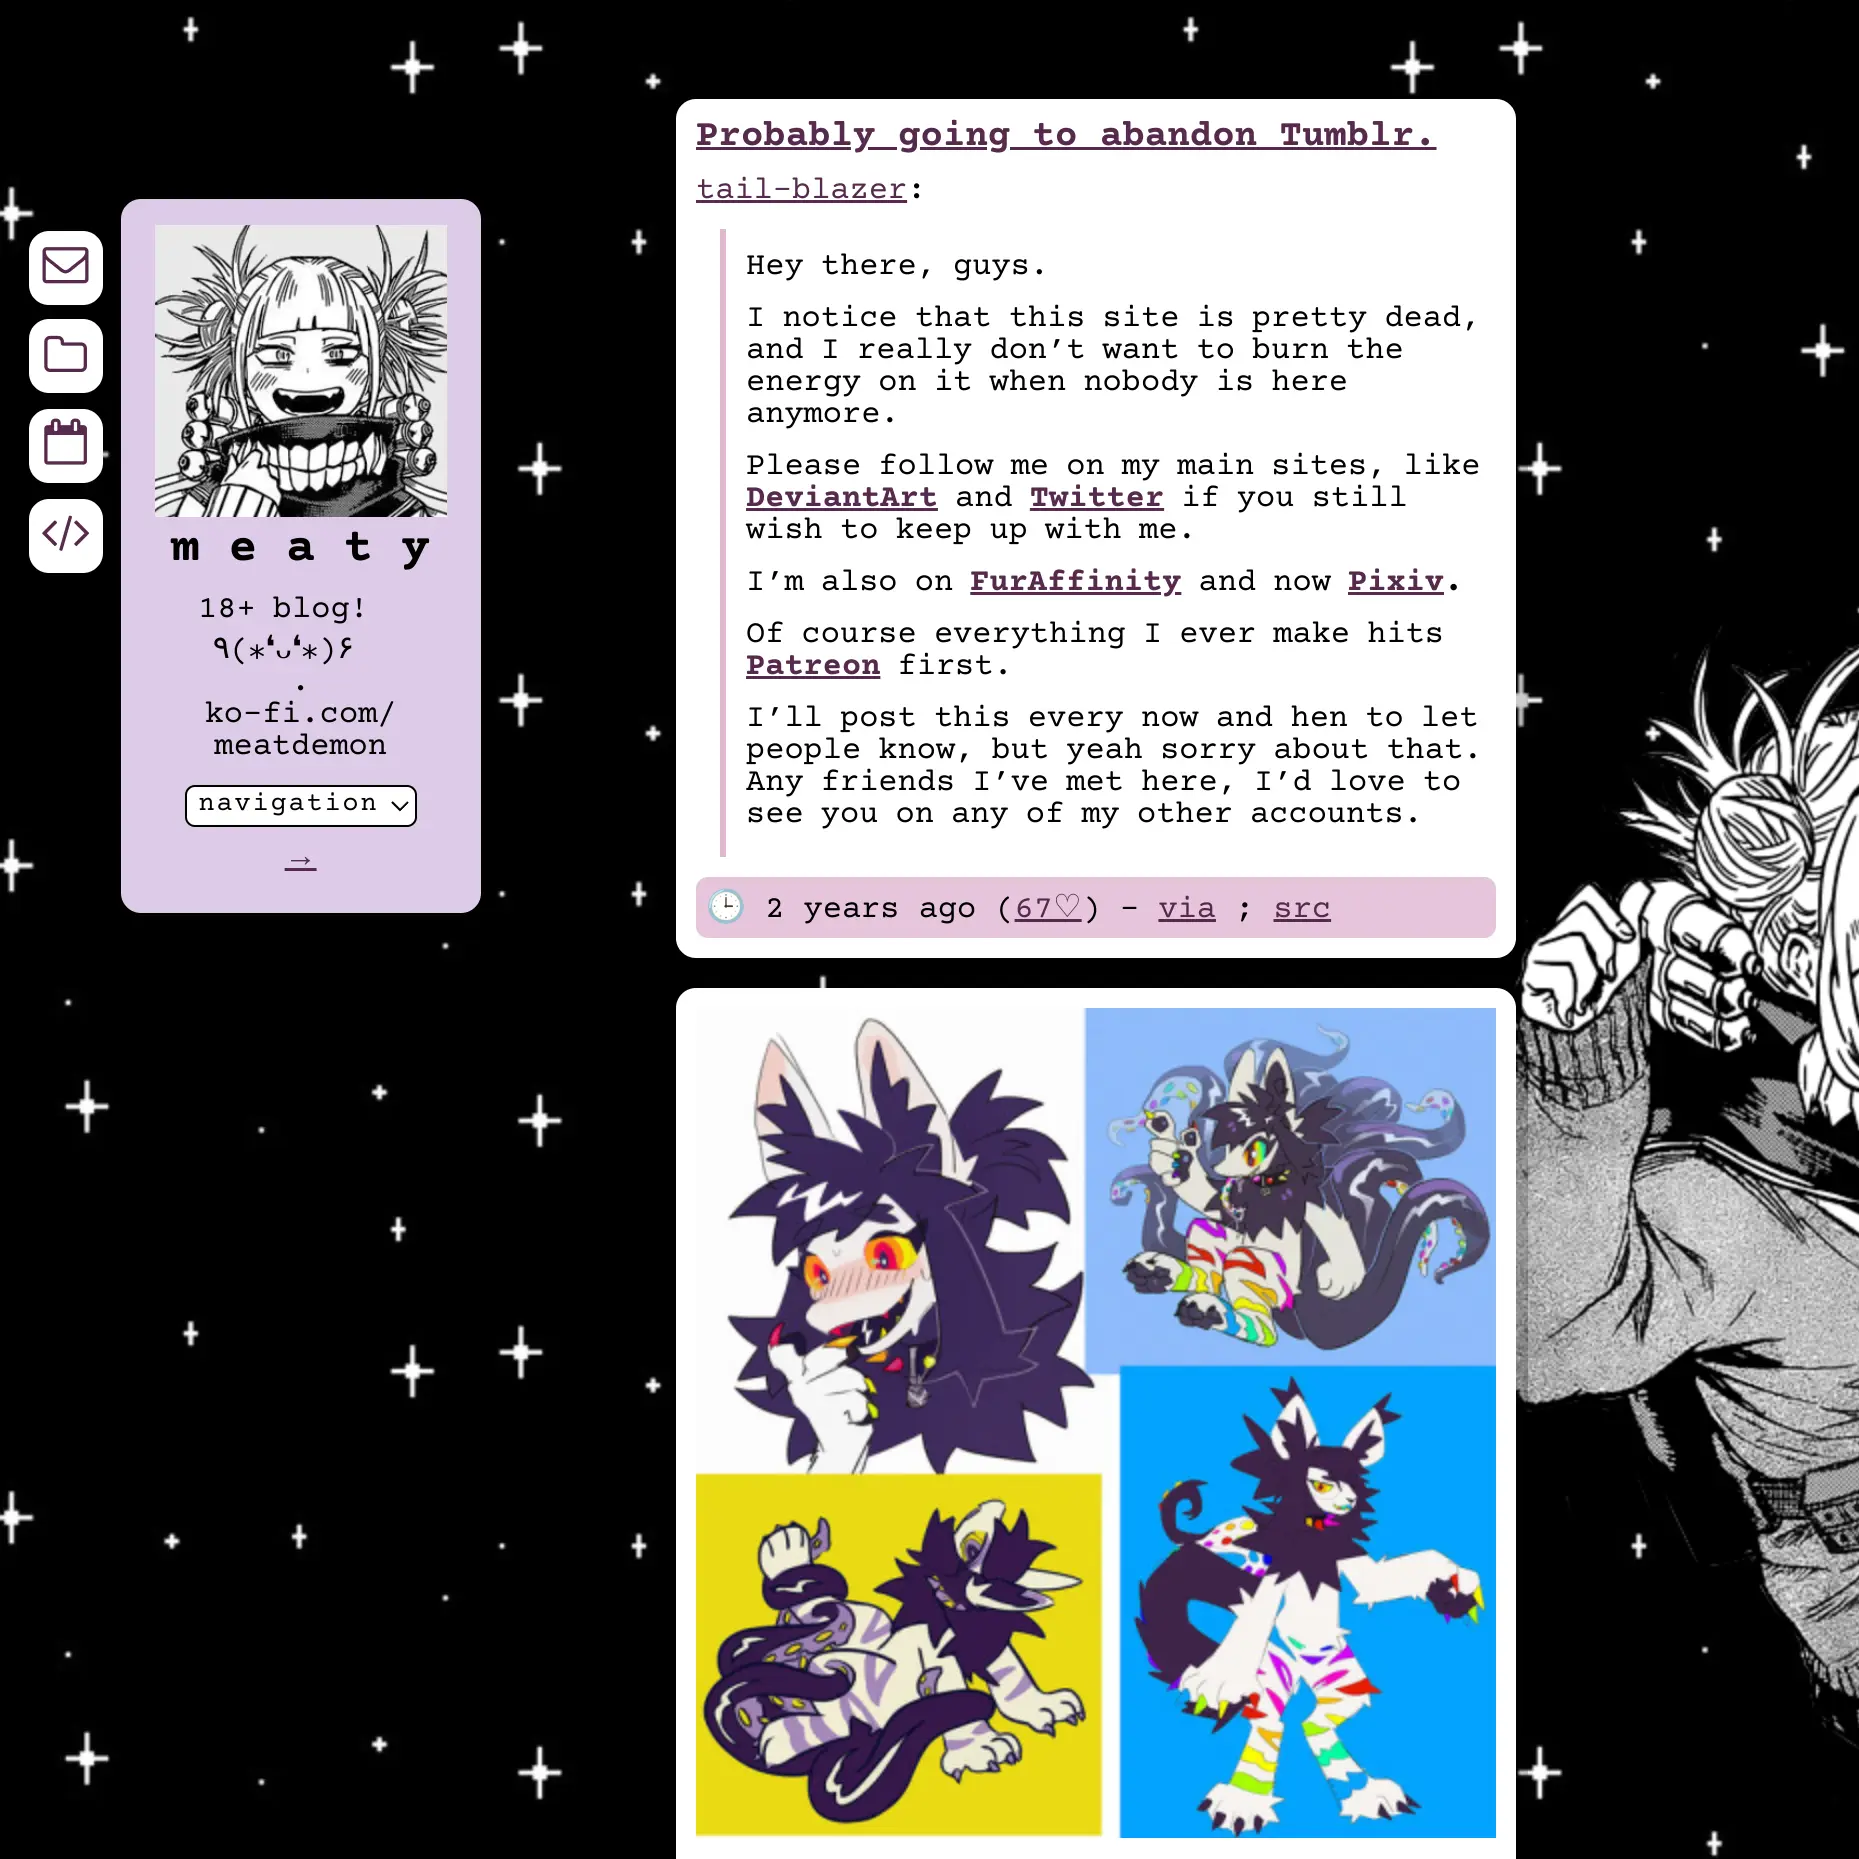 m e a t y
18+ blog!
٩(*❛ᴗ❛*)۶
.
ko-fi.com/
meatdemon
navigation
→
Probably going to abandon Tumblr.
tail-blazer:
Hey there, guys.
I notice that this site is pretty dead,
and I really don’t want to burn the
energy on it when nobody is here
anymore.
Please follow me on my main sites, like
DeviantArt and Twitter if you still
wish to keep up with me.
I’m also on FurAffinity and now Pixiv.
Of course everything I ever make hits
Patreon first.
I’ll post this every now and hen to let
people know, but yeah sorry about that.
Any friends I’ve met here, I’d love to
see you on any of my other accounts.
🕒 2 years ago (67♡) - via ; src